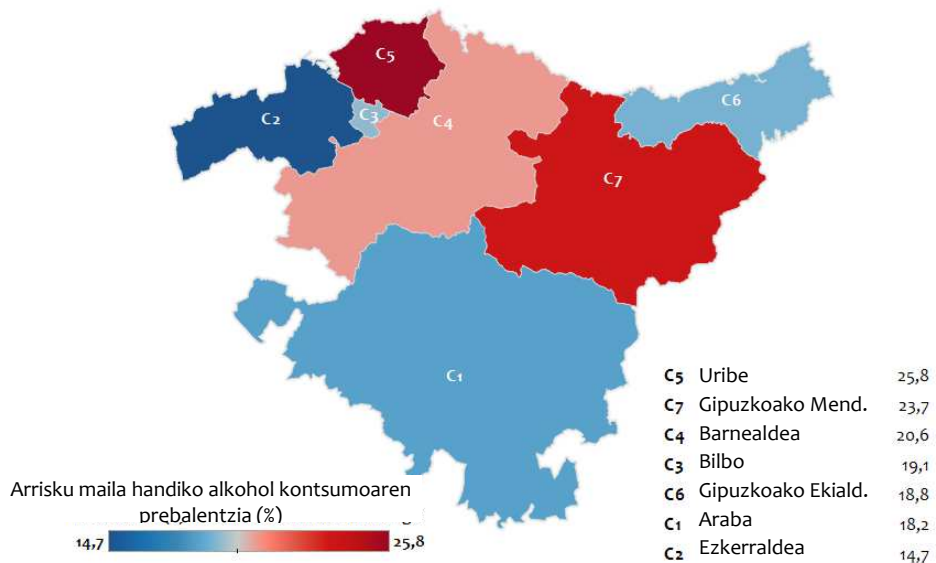 C5
C6
C2
C3
C4
C7
C1
C5 Uribe 25,8
C7 Gipuzkoako Mend. 23,7
C4 Barnealdea 20,6
C3 Bilbo 19,1
C6 Gipuzkoako Ekiald. 18,8
C1 Araba 18,2
C2 Ezkerraldea 14,7
Arrisku maila handiko alkohol kontsumoaren
prebalentzia (%)
14,7 25,8